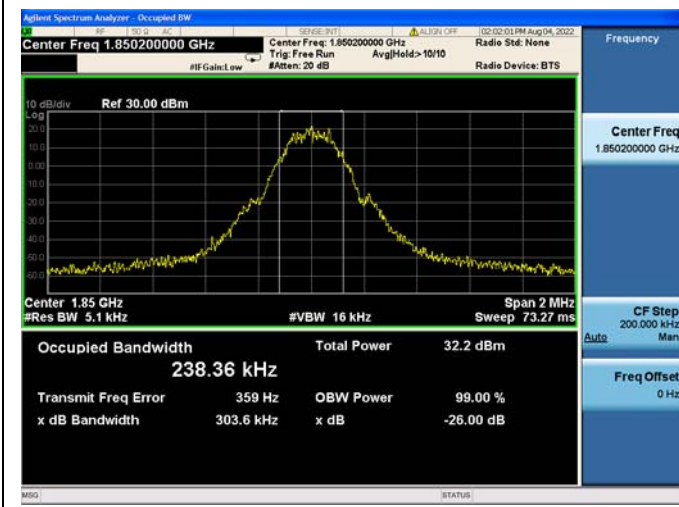 Agilent Spectrum Analyzer - Occupied BW
RF 50 Ω AC SENSE:INT ALIGN OFF 02:02:01 PM Aug 04, 2022
Center Freq 1.850200000 GHz Center Freq: 1.850200000 GHz Radio Std: None Frequency
Trig: Free Run Avg|Hold:> 10/10
#IFGain:Low #Atten: 20 dB Radio Device: BTS
10 dB/div Ref 30.00 dBm
Log
20.0
10.0
0.00
-10.0
-20.0
-30.0
-40.0
-50.0
-60.0
Center Freq
1.850200000 GHz
Center 1.85 GHz Span 2 MHz
#Res BW 5.1 kHz #VBW 16 kHz Sweep 73.27 ms
CF Step
200.000 kHz
Auto Man
Occupied Bandwidth Total Power 32.2 dBm
238.36 kHz
Transmit Freq Error 359 Hz OBW Power 99.00 %
x dB Bandwidth 303.6 kHz x dB -26.00 dB
Freq Offset
0 Hz
MSG STATUS